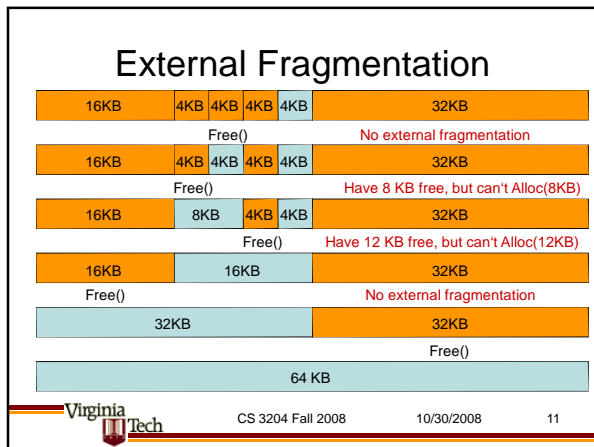 External Fragmentation
16KB 4KB 4KB 4KB 4KB 32KB
Free() No external fragmentation
16KB 4KB 4KB 4KB 4KB 32KB
Free() Have 8 KB free, but can't Alloc(8KB)
16KB 8KB 4KB 4KB 32KB
Free() Have 12 KB free, but can't Alloc(12KB)
16KB 16KB 32KB
Free() No external fragmentation
32KB 32KB
Free()
64 KB
Virginia Tech CS 3204 Fall 2008 10/30/2008 11